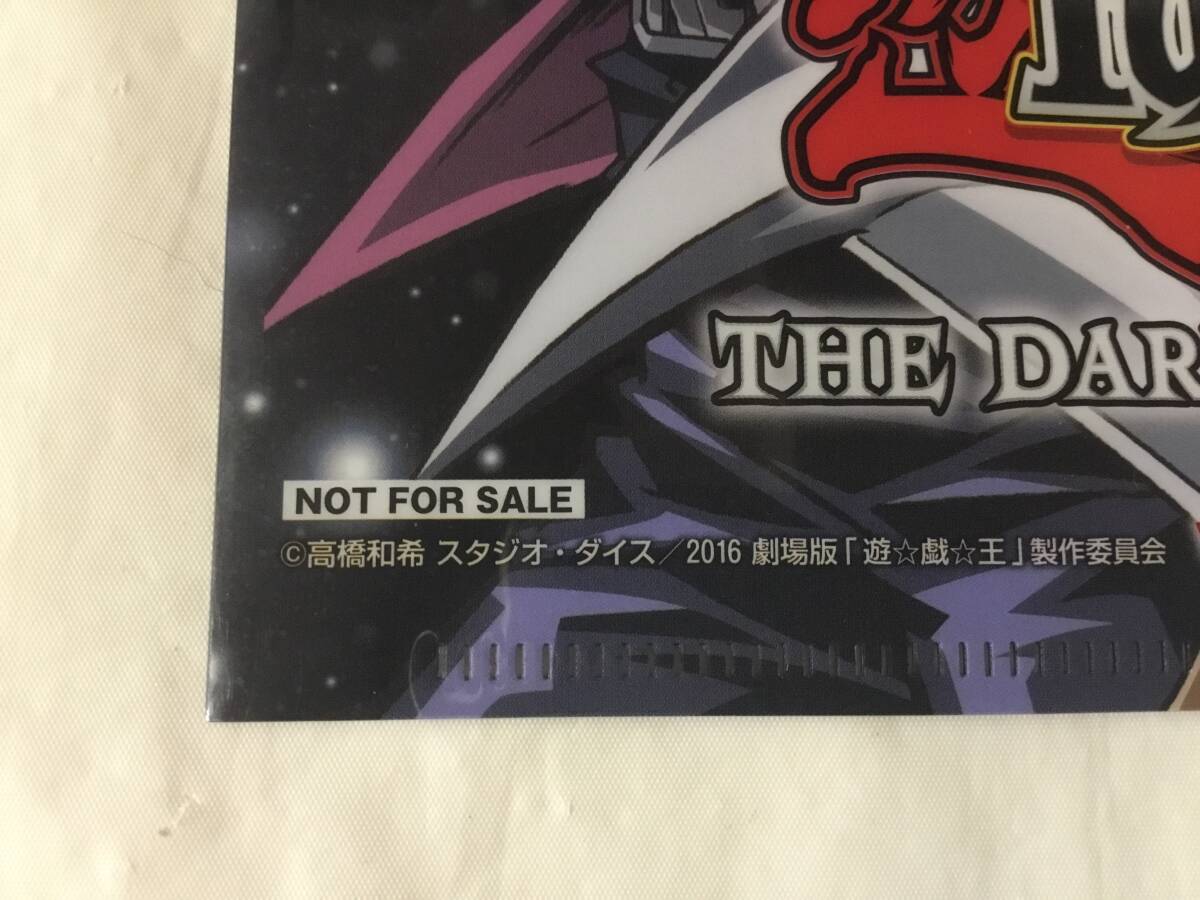 THE DAR
NOT FOR SALE
©高橋和希 スタジオ・ダイス／2016 劇場版「遊☆戯☆王」製作委員会